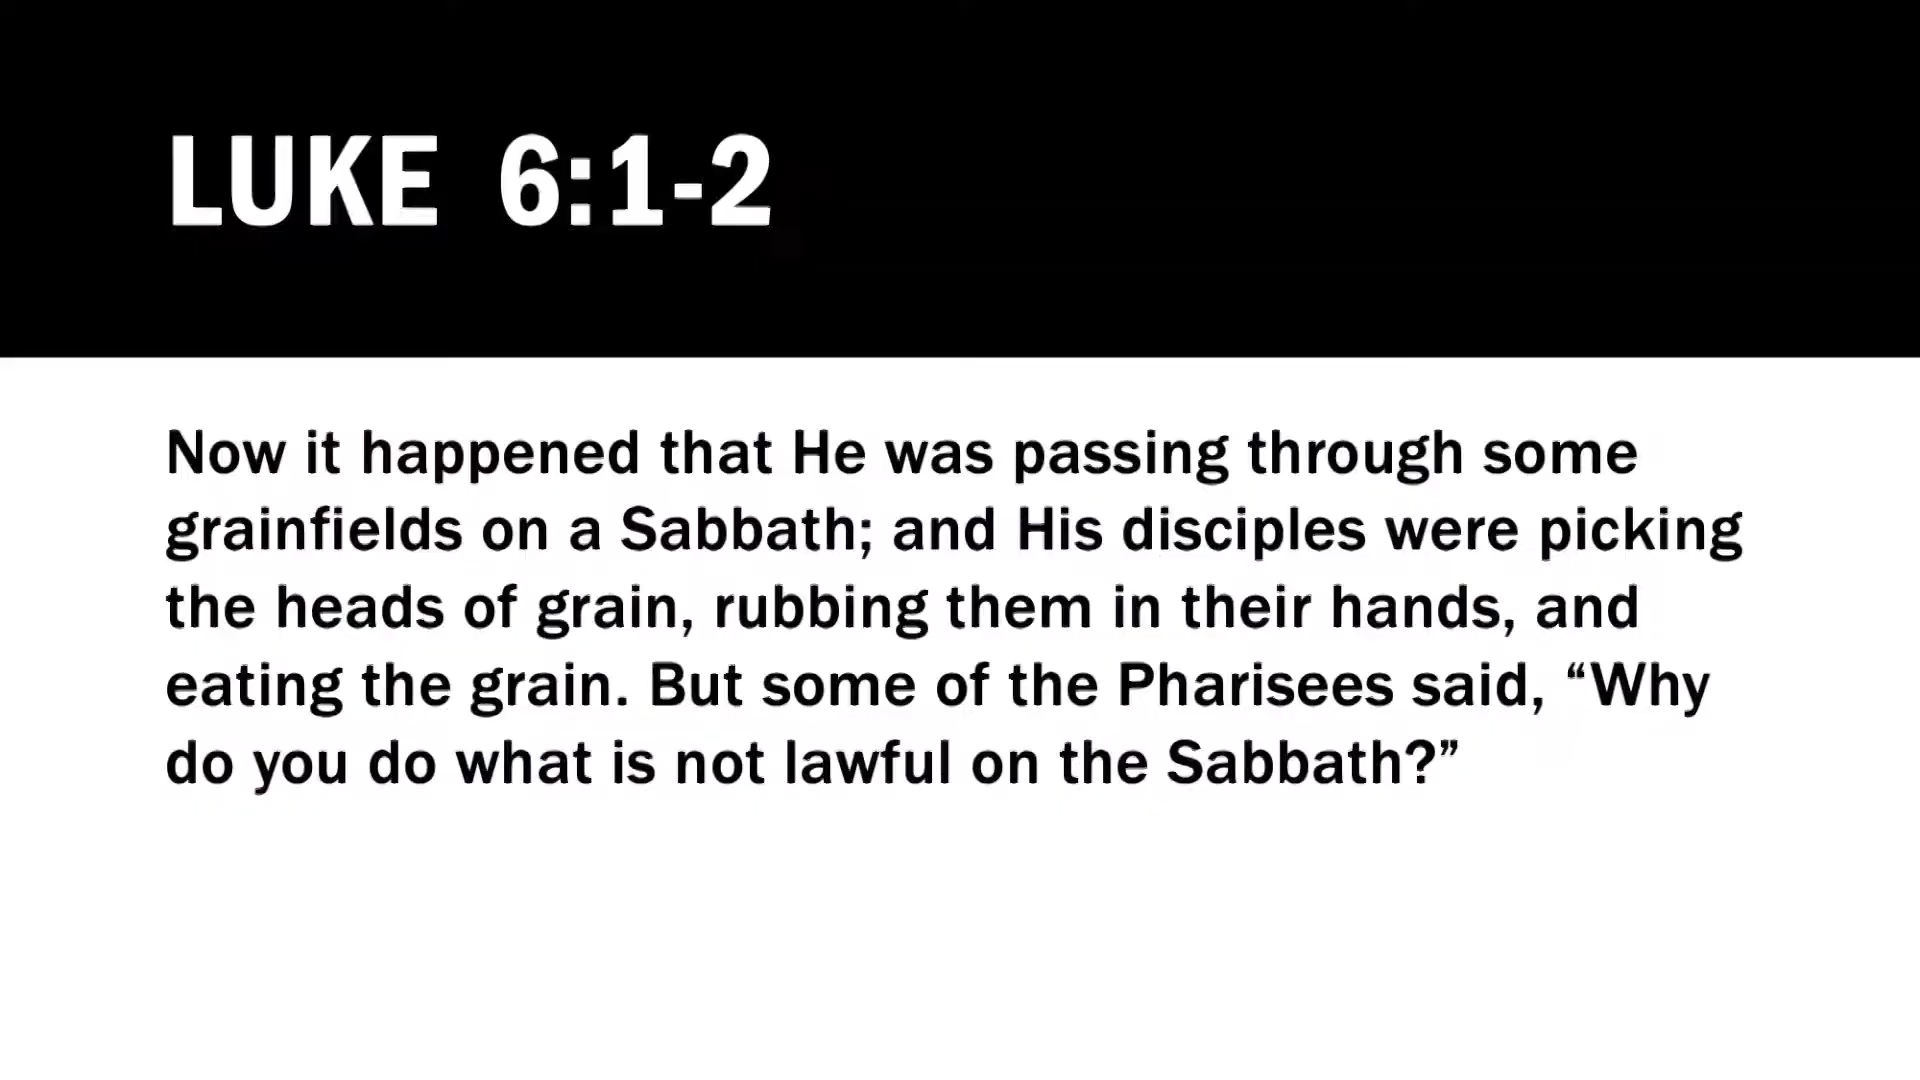 LUKE 6:1-2
Now it happened that He was passing through some
grainfields on a Sabbath; and His disciples were picking
the heads of grain, rubbing them in their hands, and
eating the grain. But some of the Pharisees said, “Why
do you do what is not lawful on the Sabbath?”